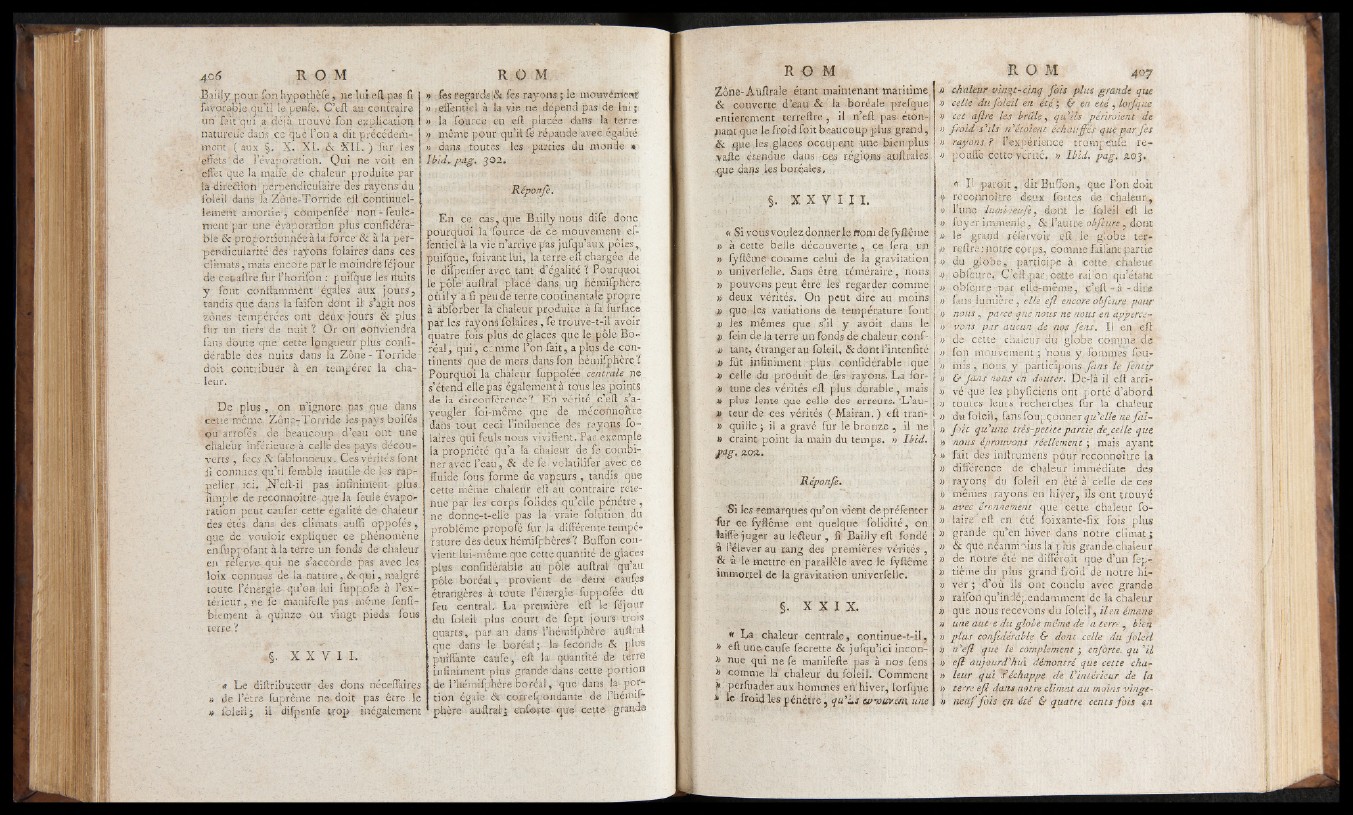 406 R O M
Bailly pour ſon hypothèſe, ne lui eſt pas ſi
favorable qu'il le penſe. C'eſt au contraire
un fait qui a déjà trouvé ſon explication
naturelle dans ce que l'on a dit précédem-
ment ( aux §. X. XI. & XII. ) ſur les
effets de l'évaporation. Qui ne voit en
effet que la maſſe de chaleur produite par
la direction perpendiculaire des rayons du
ſoleil dans la Zône-Torride eſt continuel-
lement amortie, compenſée non-ſeule-
ment par une évaporation plus conſidéra-
ble & proportionnée à la force & à la per-
pendicularité des rayons ſolaires dans ces
climats, mais encore par le moindre ſéjour
de cet aſtre ſur l'horiſon : puiſque les nuits
y ſont conſtamment égales aux jours,
tandis que dans la ſaiſon dont il s'agit nos
zônes tempérées ont deux jours & plus
ſur un tiers de nuit ? Or on conviendra
ſans doute que cette longueur plus conſi-
dérable des nuits dans la Zône-Torride
doit contribuer à en tempérer la cha-
leur.
De plus, on n'ignore pas que dans
cette même Zône-Torride les pays boiſés
ou arroſés de beaucoup d'eau ont une
chaleur inférieure à celle des pays décou-
verts, ſecs & ſablonneux. Ces vérités ſont
ſi connues qu'il ſemble inutile de les rap-
peller ici. N'eſt-il pas infiniment plus
ſimple de reconnoître que la ſeule évapo-
ration peut cauſer cette égalité de chaleur
des étés dans des climats auſſi oppoſés,
que de vouloir expliquer ce phénomène
en ſuppoſant à la terre un fonds de chaleur
en réſerve qui ne s'accorde pas avec les
loix connues de la nature, & qui, malgré
toute l'énergie qu'on lui ſuppoſe à l'ex-
térieur, ne ſe manifeſte pas même ſenſi-
blement à quinze ou vingt pieds ſous
terre ?
§. X X V I I.
« Le diſtributeur des dons néceſſaires
» de l'être ſuprême ne doit pas être le
» ſoleil; il diſpenſe trop inégalement
R O M
» ſes regards & ſes rayons; le mouvement
» eſſentiel à la vie ne dépend pas de lui;
» la ſource en eſt placée dans la terre
» même pour qu'il ſe répande avec égalité
» dans toutes les parties du monde »
Ibid. pag. 302.
Réponſe.
En ce cas, que Bailly nous diſe donc
pourquoi la ſource de ce mouvement eſ-
ſentiel à la vie n'arrive pas juſqu'aux pôles,
puiſque, ſuivant lui, la terre eſt chargée de
le diſpenſer avec tant d'égalité ? Pourquoi
le pôle auſtral placé dans un hémiſphère
où il y a ſi peu de terre continentale propre
à abſorber la chaleur produite à ſa ſurface
par les rayons ſolaires, ſe trouve-t-il avoir
quatre fois plus de glaces que le pôle Bo-
réal, qui, comme l'on ſait, a plus de con-
tinents que de mers dans ſon hémiſphère ?
Pourquoi la chaleur ſuppoſée centrale ne
s'étend elle pas également à tous les points
de la circonférence ? En vérité c'eſt s'a-
veugler ſoi-même que de méconnoître
dans tout ceci l'influence des rayons ſo-
laires qui ſeuls nous vivifient. Par exemple
la propriété qu'a la chaleur de ſe combi-
ner avec l'eau, & de ſe volatiliſer avec ce
fluide ſous forme de vapeurs, tandis que
cette même chaleur eſt au contraire rete-
nue par les corps ſolides qu'elle pénétre,
ne donne-t-elle pas la vraie ſolution du
problême propoſé ſur la différente tempé-
rature des deux hémiſphères ? Buffon con-
vient lui-même que cette quantité de glaces
plus conſidérable au pôle auſtral qu'au
pôle boréal, provient de deux cauſes
étrangères à toute l'énergie ſuppoſée du
feu central. La première eſt le ſéjour
du ſoleil plus court de ſept jours trois
quarts, par an dans l'hémiſphère auſtral
que dans le boréal; la ſeconde & plus
puiſſante cauſe, eſt la quantité de terre
infiniment plus grande dans cette portion
de l'hémiſphère boréal, que dans la por-
tion égale & correſpondante de l'hémiſ-
phère auſtral; enſorte que cette grande
R O M
Zône-Auſtrale étant maintenant maritime
& couverte d'eau & la boréale preſque
entierement terreſtre, il n'eſt pas éton-
nant que le froid ſoit beaucoup plus grand,
& que les glaces occupent une bien plus
vaſte étendue dans ces régions auſtrales
que dans les boréales.
§. X X V I I I.
« Si vous voulez donner le nom de ſyſtême
» à cette belle découverte, ce ſera un
» ſyſtême comme celui de la gravitation
» univerſelle. Sans être téméraire, nous
» pouvons peut être les regarder comme
» deux vérités. On peut dire au moins
» que les variations de température ſont
» les mêmes que s'il y avoit dans le
» ſein de la terre un fonds de chaleur conſ-
» tant, étranger au ſoleil, & dont l'intenſité
» fût infiniment plus conſidérable que
» celle du produit de ſes rayons. La for-
» tune des vérités eſt plus durable, mais
» plus lente que celle des erreurs. L'au-
» teur de ces vérités ( Mairan. ) eſt tran-
» quille; il a gravé ſur le bronze, il ne
» craint point la main du temps. » Ibid.
pag. 202.
Réponſe.
Si les remarques qu'on vient de préſenter
ſur ce ſyſtême ont quelque ſolidité, on
laiſſe juger au lecteur, ſi Bailly eſt fondé
à l'élever au rang des premières vérités,
& à le mettre en parallèle avec le ſyſtême
immortel de la gravitation univerſelle.
§. X X I X.
« La chaleur centrale, continue-t-il,
» eſt une cauſe ſecrette & juſqu'ici incon-
» nue qui ne ſe manifeſte pas à nos ſens
» comme la chaleur du ſoleil. Comment
» perſuader aux hommes en hiver, lorſque
» le froid les pénétre, qu'ils éprouvent une
R O M 407
» chaleur vingt-cinq fois plus grande que
» celle du ſoleil en été; & en été, lorſque
» cet aſtre les brûle, qu'ils périroient de
» froid s'ils n'étoient échauffés que par ſes
» rayons ? l'expérience trompeuſe re-
» pouſſe cette vérité. » Ibid. pag. 203.
« Il paroit, dit Buffon, que l'on doit
» reconnoître deux ſortes de chaleur,
» l'une lumineuſe, dont le ſoleil eſt le
» foyer immenſe, & l'autre obſcure, dont
» le grand réſervoir eſt le globe ter-
» reſtre; notre corps, comme faiſant partie
» du globe, participe à cette chaleur
» obſcure. C'eſt par cette raiſon qu'étant
» obſcure par elle-même, c'eſt-à-dire
» ſans lumière, elle eſt encore obſcure pour
» nous, parce que nous ne nous en apperce-
» vons par aucun de nos ſens. Il en eſt
» de cette chaleur du globe comme de
» ſon mouvement; nous y ſommes ſou-
» mis, nous y participons ſans le ſentir
» & ſans nous en douter. De-là il eſt arri-
» vé que les phyſiciens ont porté d'abord
» toutes leurs recherches ſur la chaleur
» du ſoleil, ſans ſoupçonner qu'elle ne fai-
» ſoit qu'une très-petite partie de celle que
» nous éprouvons réellement; mais ayant
» fait des inſtrumens pour reconnoître la
» différence de chaleur immédiate des
» rayons du ſoleil en été à celle de ces
» mêmes rayons en hiver, ils ont trouvé
» avec étonnement que cette chaleur ſo-
» laire eſt en été ſoixante-ſix fois plus
» grande qu'en hiver dans notre climat;
» & que néanmoins la plus grande chaleur
» de notre été ne différoit que d'un ſep-
» tième du plus grand froid de notre hi-
» ver; d'où ils ont conclu avec grande
» raiſon qu'indépendamment de la chaleur
» que nous recevons du ſoleil, il en émane
» une autre du globe même de la terre, bien
» plus conſidérable & dont celle du ſoleil
» n'eſt que le complement; enſorte qu'il
» eſt aujourd'hui démontré que cette cha-
» leur qui s'échappe de l'intérieur de la
» terre eſt dans notre climat au moins vingt-
» neuf fois en été & quatre cents fois en